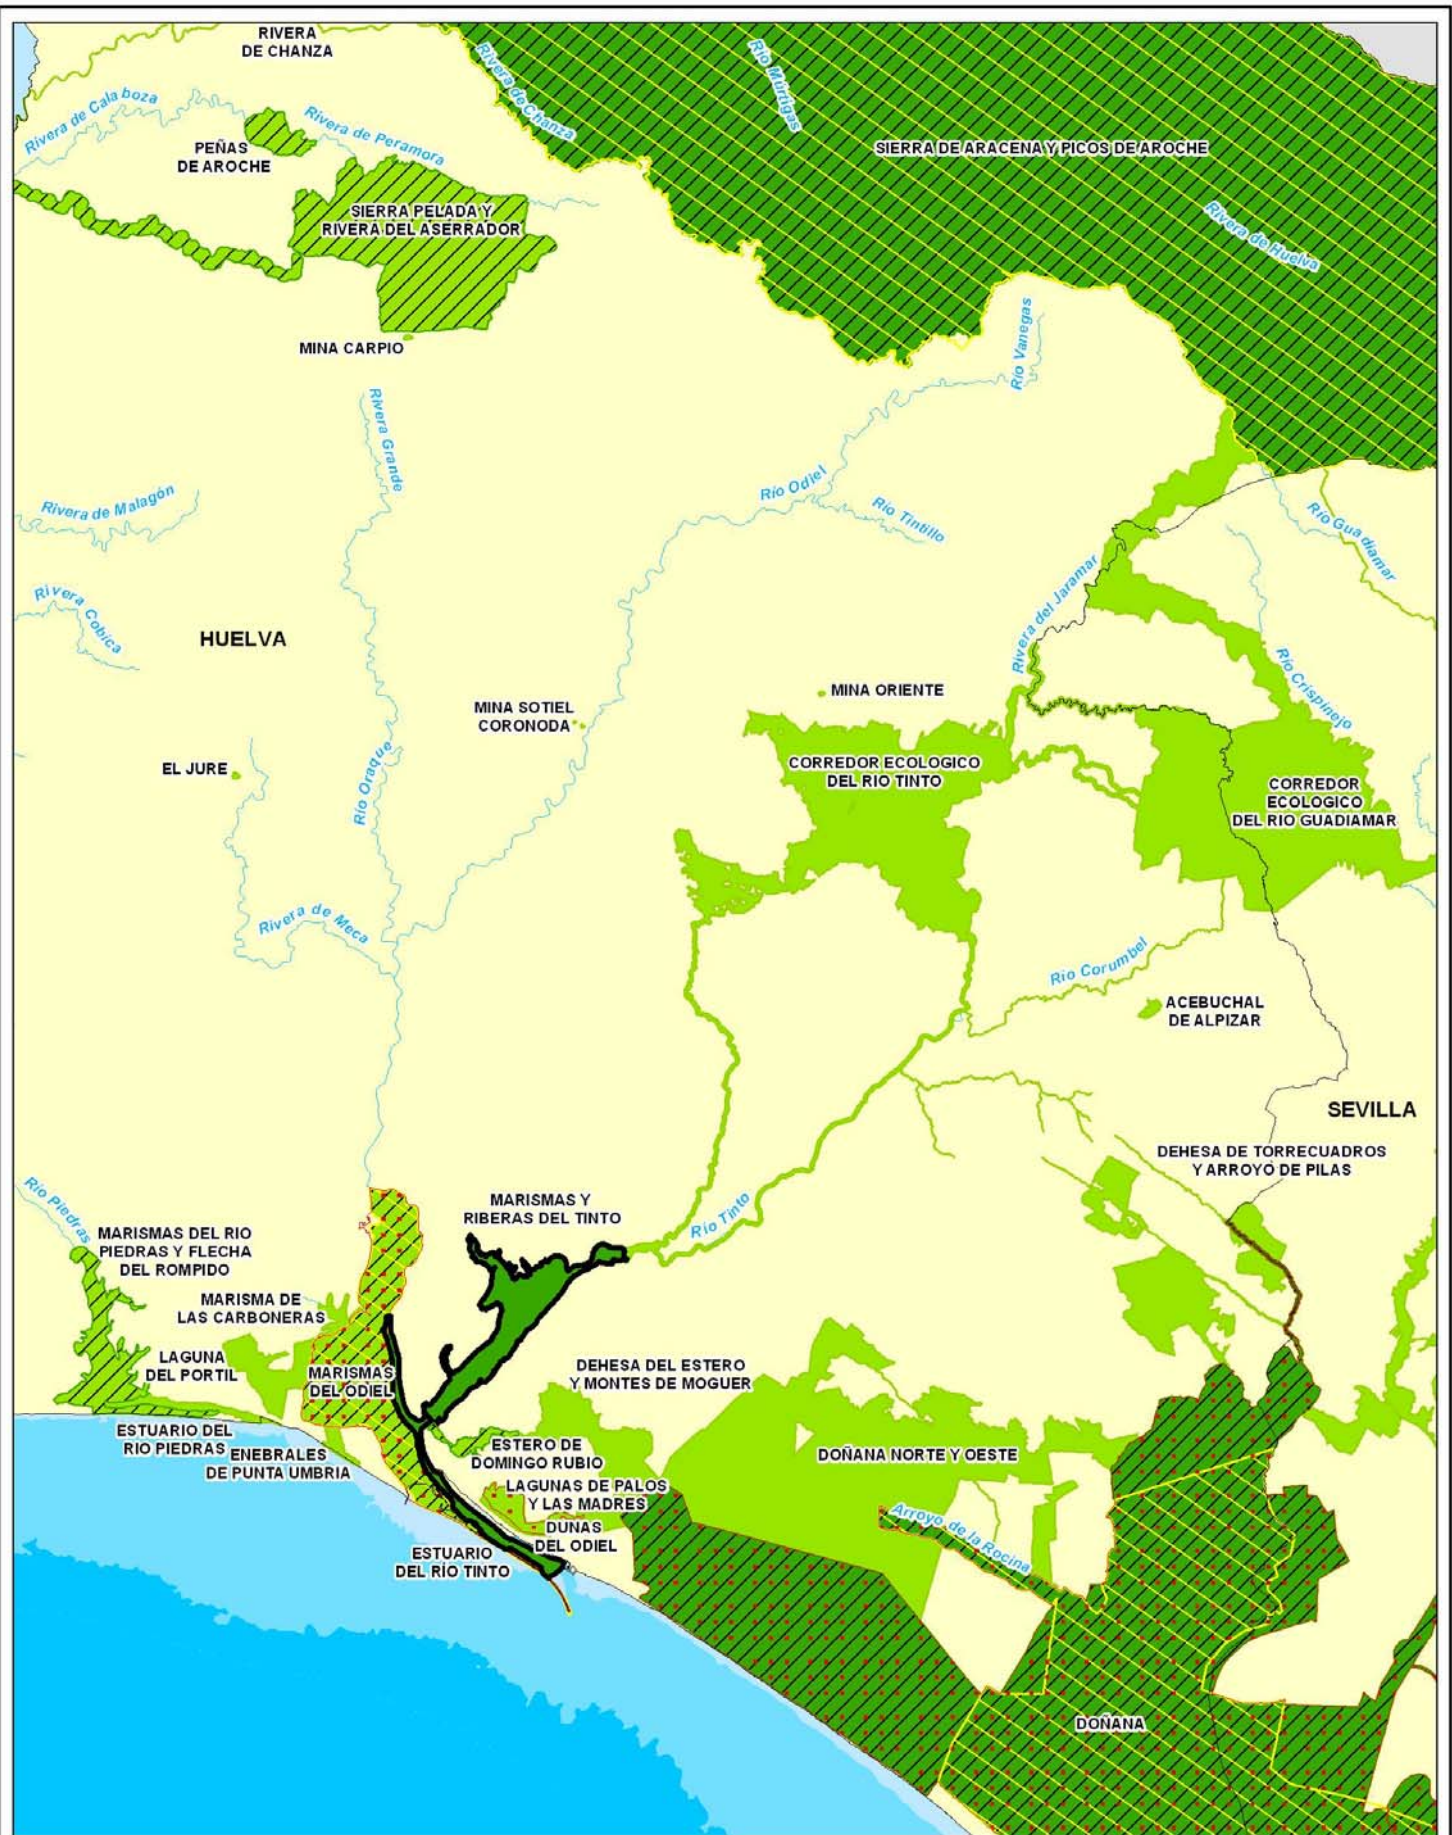 RIVERA
DE CHANZA
Rivera de Chanza
Río Múrtigas
Rivera de Calaboza
Rivera de Peramora
PEÑAS
DE AROCHE
SIERRA DE ARACENA Y PICOS DE AROCHE
SIERRA PELADA Y
RIVERA DEL ASERRADOR
Rivera de Huelva
MINA CARPIO
Río Vanegas
Rivera Grande
Río Odiel
Río Tintillo
Rivera de Malagón
Río Guadiamar
Rivera Cobica
Rivera del Jaramar
HUELVA
Río Crispinejo
MINA ORIENTE
MINA SOTIEL
CORONODA
EL JURE
Río Oraque
CORREDOR ECOLOGICO
DEL RIO TINTO
CORREDOR
ECOLOGICO
DEL RIO GUADIAMAR
Rivera de Meca
Río Corumbel
ACEBUCHAL
DE ALPIZAR
SEVILLA
DEHESA DE TORRECUADROS
Y ARROYO DE PILAS
Río Piedras
MARISMAS Y
RIBERAS DEL TINTO
Río Tinto
MARISMAS DEL RIO
PIEDRAS Y FLECHA
DEL ROMPIDO
MARISMA DE
LAS CARBONERAS
LAGUNA
DEL PORTIL
MARISMAS
DEL ODIEL
DEHESA DEL ESTERO
Y MONTES DE MOGUER
ESTUARIO DEL
RIO PIEDRAS
ENEBRALES
DE PUNTA UMBRIA
ESTERO DE
DOMINGO RUBIO
DOÑANA NORTE Y OESTE
LAGUNAS DE PALOS
Y LAS MADRES
Arroyo de la Rocina
DUNAS
DEL ODIEL
ESTUARIO
DEL RÍO TINTO
DOÑANA